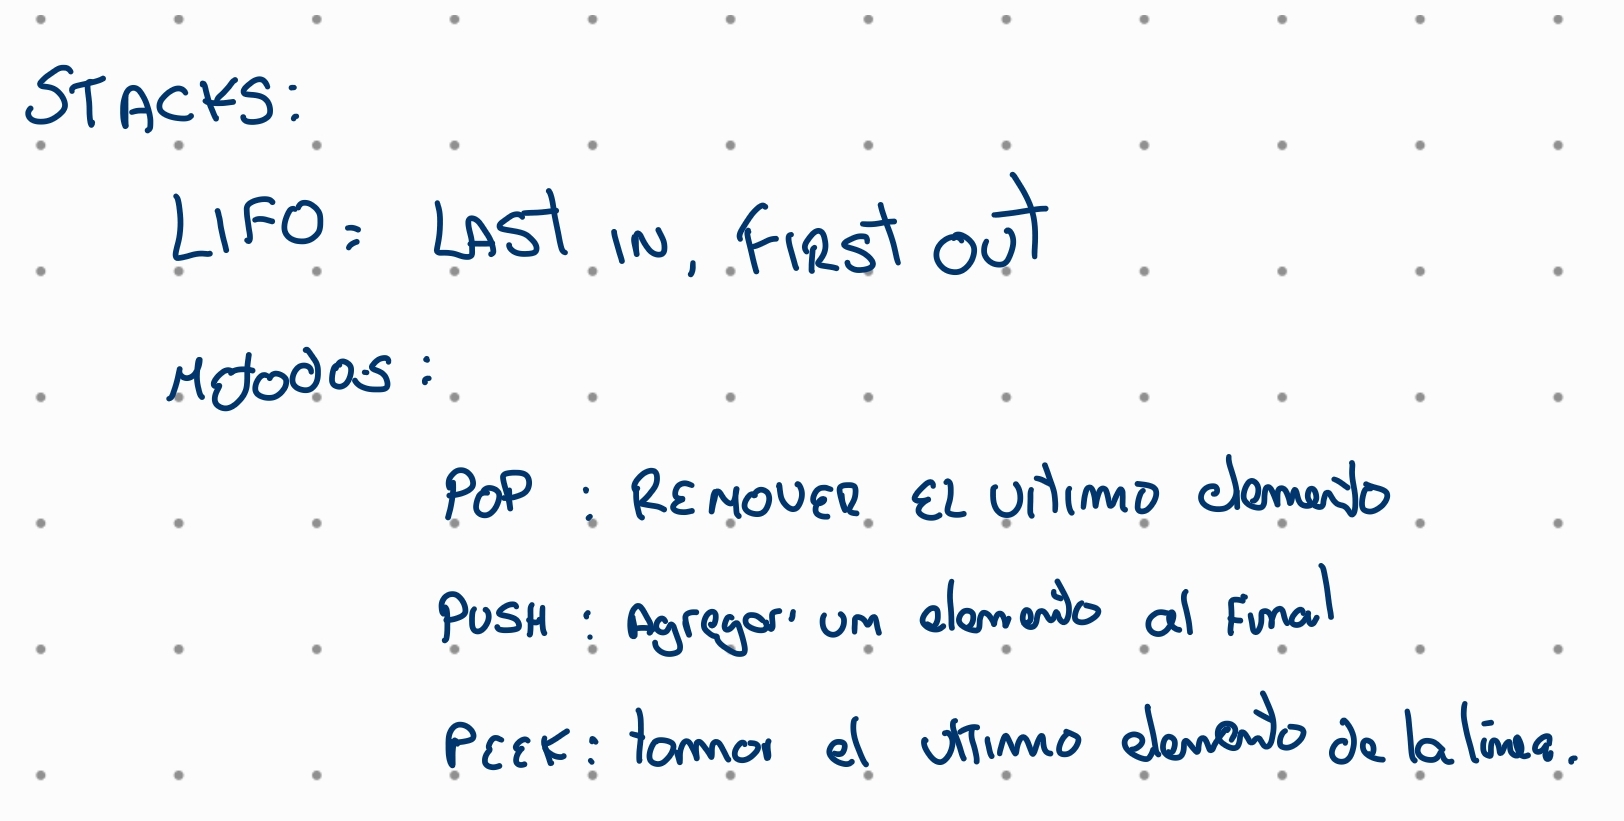 STACKS:
LIFO: LAST IN, FIRST OUT
Metodos:
POP : REMOVER EL Ultimo elemento
PUSH : Agregar un elemento al Final
PEEK: tomar el ultimo elemento de la linea.